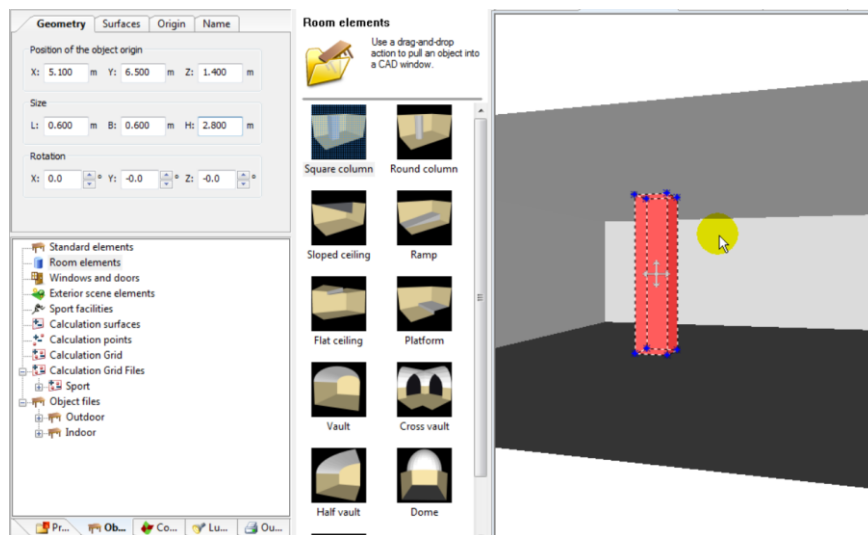 Geometry Surfaces Origin Name
Position of the object origin
X: 5.100 m Y: 6.500 m Z: 1.400 m
Size
L: 0.600 m B: 0.600 m H: 2.800 m
Rotation
X: 0.0 ° Y: -0.0 ° Z: -0.0 °
Standard elements
Room elements
Windows and doors
Exterior scene elements
Sport facilities
Calculation surfaces
Calculation points
Calculation Grid
Calculation Grid Files
Sport
Object files
Outdoor
Indoor
Pr... Ob... Co... Lu... Ou...
Room elements
Use a drag-and-drop
action to pull an object into
a CAD window.
Square column Round column
Sloped ceiling Ramp
Flat ceiling Platform
Vault Cross vault
Half vault Dome